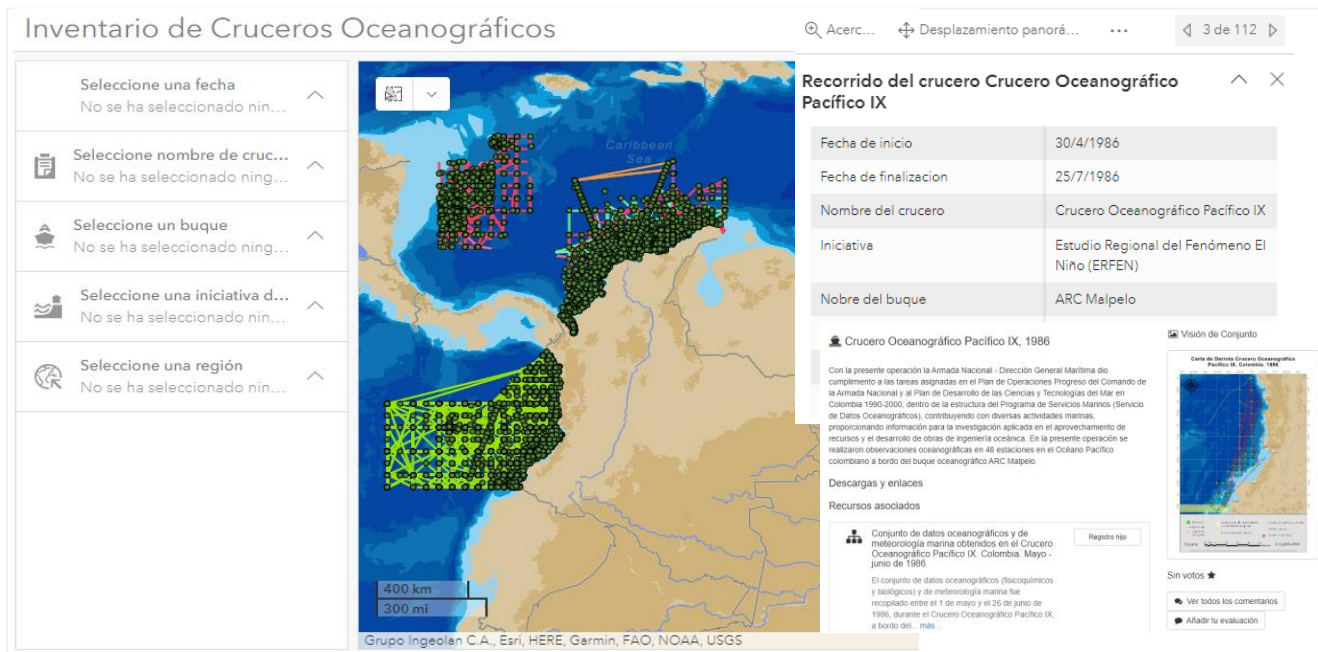 Inventario de Cruceros Oceanográficos
Seleccione una fecha
No se ha seleccionado nin...
Seleccione nombre de cruc...
No se ha seleccionado ning...
Seleccione un buque
No se ha seleccionado ning...
Seleccione una iniciativa d...
No se ha seleccionado nin...
Seleccione una región
No se ha seleccionado nin...
Caribbean
Sea
400 km
300 mi
Grupo Ingeolan C.A., Esri, HERE, Garmin, FAO, NOAA, USGS
Acerc...
Desplazamiento panorá...
...
3 de 112
Recorrido del crucero Crucero Oceanográfico
Pacífico IX
Fecha de inicio 30/4/1986
Fecha de finalizacion 25/7/1986
Nombre del crucero Crucero Oceanográfico Pacífico IX
Iniciativa Estudio Regional del Fenómeno El
Niño (ERFEN)
Nobre del buque ARC Malpelo
Crucero Oceanográfico Pacífico IX, 1986
Con la presente operación la Armada Nacional - Dirección General Marítima dio
cumplimiento a las tareas asignadas en el Plan de Operaciones Progreso del Comando de
la Armada Nacional y al Plan de Desarrollo de las Ciencias y Tecnologías del Mar en
Colombia 1990-2000, dentro de la estructura del Programa de Servicios Marinos (Servicio
de Datos Oceanográficos), contribuyendo con diversas actividades marinas,
proporcionando información para la investigación aplicada en el aprovechamiento de
recursos y el desarrollo de obras de ingeniería oceánica. En la presente operación se
realizaron observaciones oceanográficas en 46 estaciones en el Océano Pacífico
colombiano a bordo del buque oceanográfico ARC Malpelo.
Descargas y enlaces
Recursos asociados
Conjunto de datos oceanográficos y de
meteorología marina obtenidos en el Crucero
Oceanográfico Pacífico IX. Colombia. Mayo -
junio de 1986
Registro hijo
El conjunto de datos oceanográficos (fisicoquímicos
y biológicos) y de meteorología marina fue
recopilado entre el 1 de mayo y el 26 de junio de
1986, durante el Crucero Oceanográfico Pacífico IX,
a bordo del... más...
Visión de Conjunto
Carta de Derrota Crucero Oceanográfico
Pacífico IX. Colombia. 1986
Sin votos
Ver todos los comentarios
Añadir tu evaluación